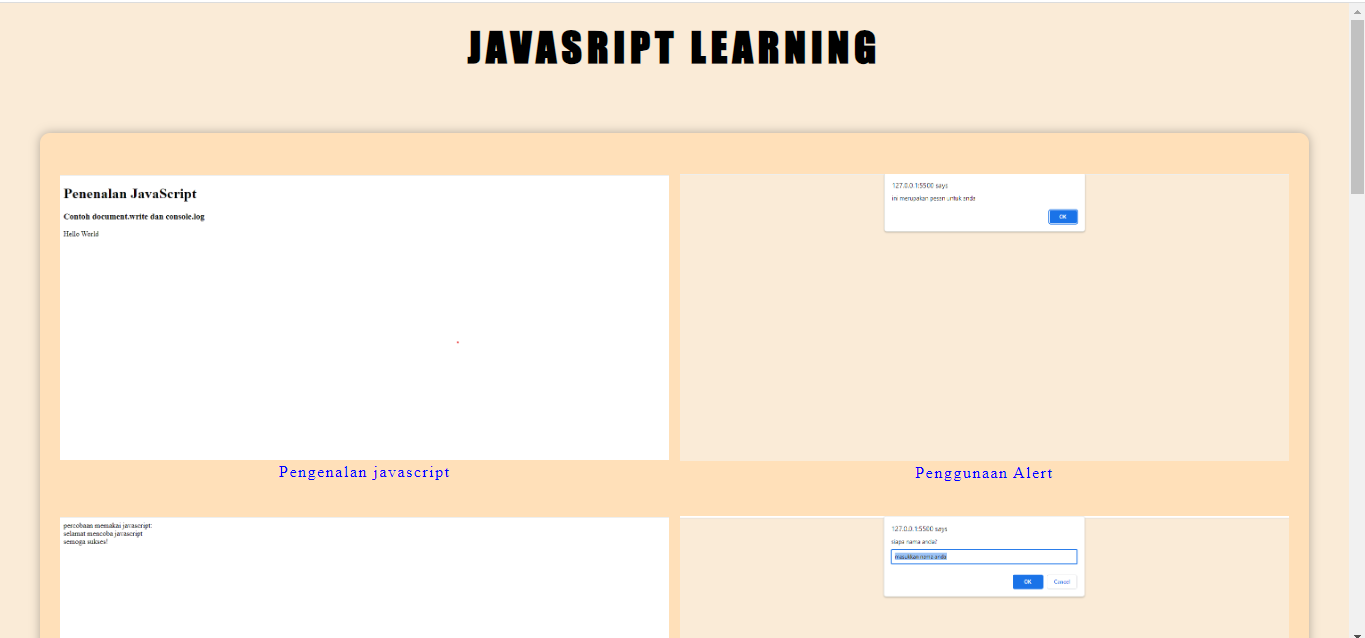 JAVASRIPT LEARNING
Penenalan JavaScript
Contoh document.write dan console.log
Hello World
127.0.0.1:5500 says
ini merupakan pesan untuk anda
OK
Pengenalan javascript
Penggunaan Alert
percobaan memakai javascript:
selamat mencoba javascript
semoga sukses!
127.0.0.1:5500 says
siapa nama anda?
masukkan nama anda
OK Cancel